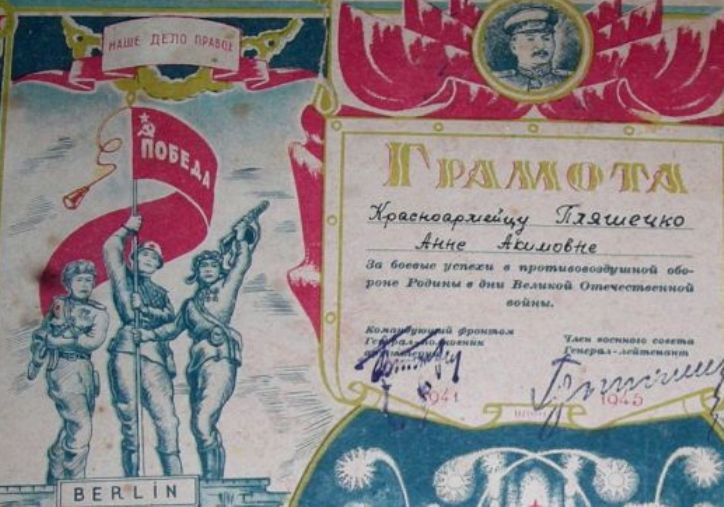 НАШЕ ДЕЛО ПРАВОЕ
ПОБЕДА
BERLIN
ГРАМОТА
Красноармейцу Пляшечко
Анне Акимовне
За боевые успехи в противовоздушной обо-
роне Родины в дни Великой Отечественной
войны.
Командующий фронтом
Генерал-полковник
артиллерии
Член военного совета
Генерал-лейтенант
1941
1945